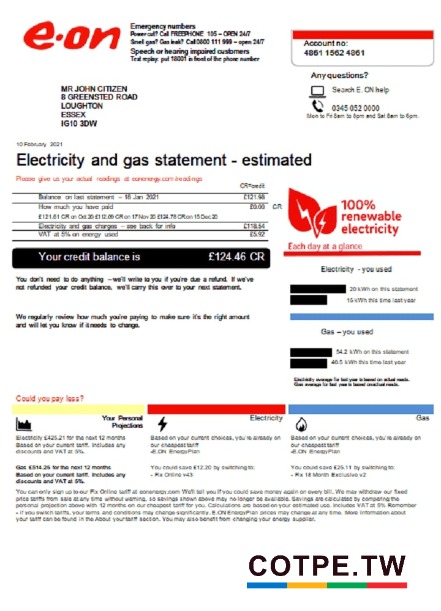 e·on
Emergency numbers
Power cut? Call FREEPHONE 105 - OPEN 24/7
Smell gas? Gas leak? Call 0800 111 999 - open 24/7
Speech or hearing impaired customers
Text replay: put 18001 in front of the phone number
Account no:
4861 1562 4861
Any questions?
Search E. ON help
0345 052 0000
Mon to Fri 8am to 8pm and Sat 8am to 6pm.
MR JOHN CITIZEN
8 GREENSTED ROAD
LOUGHTON
ESSEX
IG10 3DW
10 February 2021
Electricity and gas statement - estimated
Please give us your actual readings at eonenergy.com/readings
CR=credit
Balance on last statement – 18 Jan 2021 £121.98
How much you have paid £0.00 CR
£121.61 CR on Oct 20 £112.09 CR on 17 Nov 20 £124.78 CR on 15 Dec 20
Electricity and gas charges – see back for info £118.54
VAT at 5% on energy used £5.92
Your credit balance is £124.46 CR
You don't need to do anything – we'll write to you if you're due a refund. If we've
not refunded your credit balance, we'll carry this over to your next statement.
We regularly review how much you're paying to make sure it's the right amount
and will let you know if it needs to change.
100%
renewable
electricity
Each day at a glance
Electricity - you used
20 kWh on this statement
15 kWh this time last year
Gas – you used
54.2 kWh on this statement
40.5 kWh this time last year
Electricity average for last year is based on actual reads.
Gas average for last year is based on actual reads.
Could you pay less?
Your Personal
Projections
Electricity £425.21 for the next 12 months
Based on your current tariff. Includes any
discounts and VAT at 5%.
Gas £514.25 for the next 12 months
Based on your current tariff. Includes any
discounts and VAT at 5%.
Electricity
Based on your current choices, you're already on
our cheapest tariff
-E.ON EnergyPlan
You could save £12.20 by switching to:
- Fix Online v43
Gas
Based on your current choices, you're already on
our cheapest tariff
-E.ON EnergyPlan
You could save £25.11 by switching to:
- Fix 18 Month Exclusive v2
You can only sign up to our Fix Online tariff at eonenergy.com We'll tell you if you could save money again on every bill. We may withdraw our fixed
price tariffs from sale at any time without warning, so savings shown above may no longer be available. Savings are calculated by comparing the
personal projection above with 12 months on our cheapest tariff for you. Calculations are based on your estimated use. Includes VAT at 5% Remember
- if you switch tariffs, your terms and conditions may change significantly. E.ON EnergyPlan prices may change at any time. More information about
your tariff can be found in the About your tariff section. You may also benefit from changing your energy supplier.
COTPE.TW